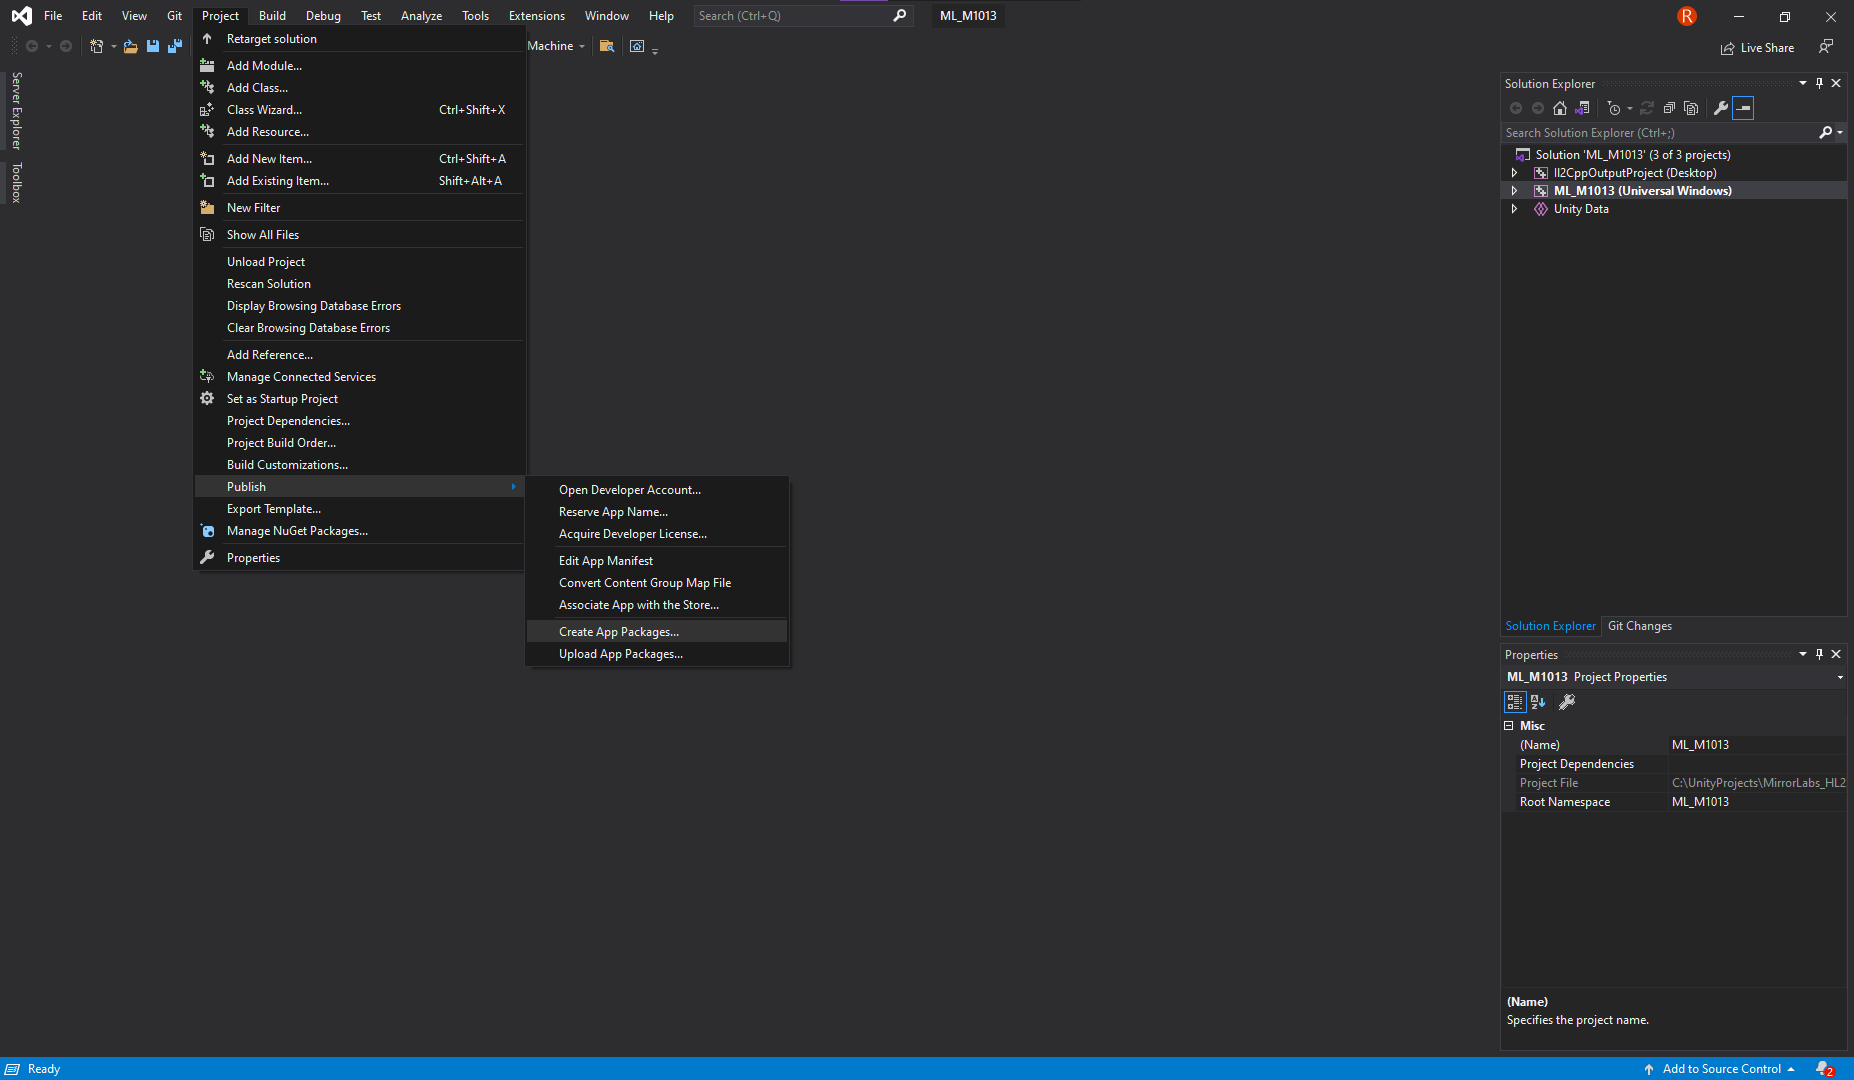 File Edit View Git Project Build Debug Test Analyze Tools Extensions Window Help Search (Ctrl+Q) ML_M1013 R
Machine
Live Share
Server Explorer
Toolbox
Retarget solution
Add Module...
Add Class...
Class Wizard... Ctrl+Shift+X
Add Resource...
Add New Item... Ctrl+Shift+A
Add Existing Item... Shift+Alt+A
New Filter
Show All Files
Unload Project
Rescan Solution
Display Browsing Database Errors
Clear Browsing Database Errors
Add Reference...
Manage Connected Services
Set as Startup Project
Project Dependencies...
Project Build Order...
Build Customizations...
Publish
Export Template...
Manage NuGet Packages...
Properties
Open Developer Account...
Reserve App Name...
Acquire Developer License...
Edit App Manifest
Convert Content Group Map File
Associate App with the Store...
Create App Packages...
Upload App Packages...
Solution Explorer
Search Solution Explorer (Ctrl+;)
Solution 'ML_M1013' (3 of 3 projects)
Il2CppOutputProject (Desktop)
ML_M1013 (Universal Windows)
Unity Data
Solution Explorer Git Changes
Properties
ML_M1013 Project Properties
Misc
(Name) ML_M1013
Project Dependencies
Project File C:\UnityProjects\MirrorLabs_HL2
Root Namespace ML_M1013
(Name)
Specifies the project name.
Ready
Add to Source Control 2